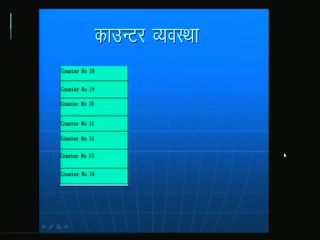 काउन्टर व्यवस्था
Counter No 28
Counter No 29
Counter No 30
Counter No 31
Counter No 32
Counter No 33
Counter No 34